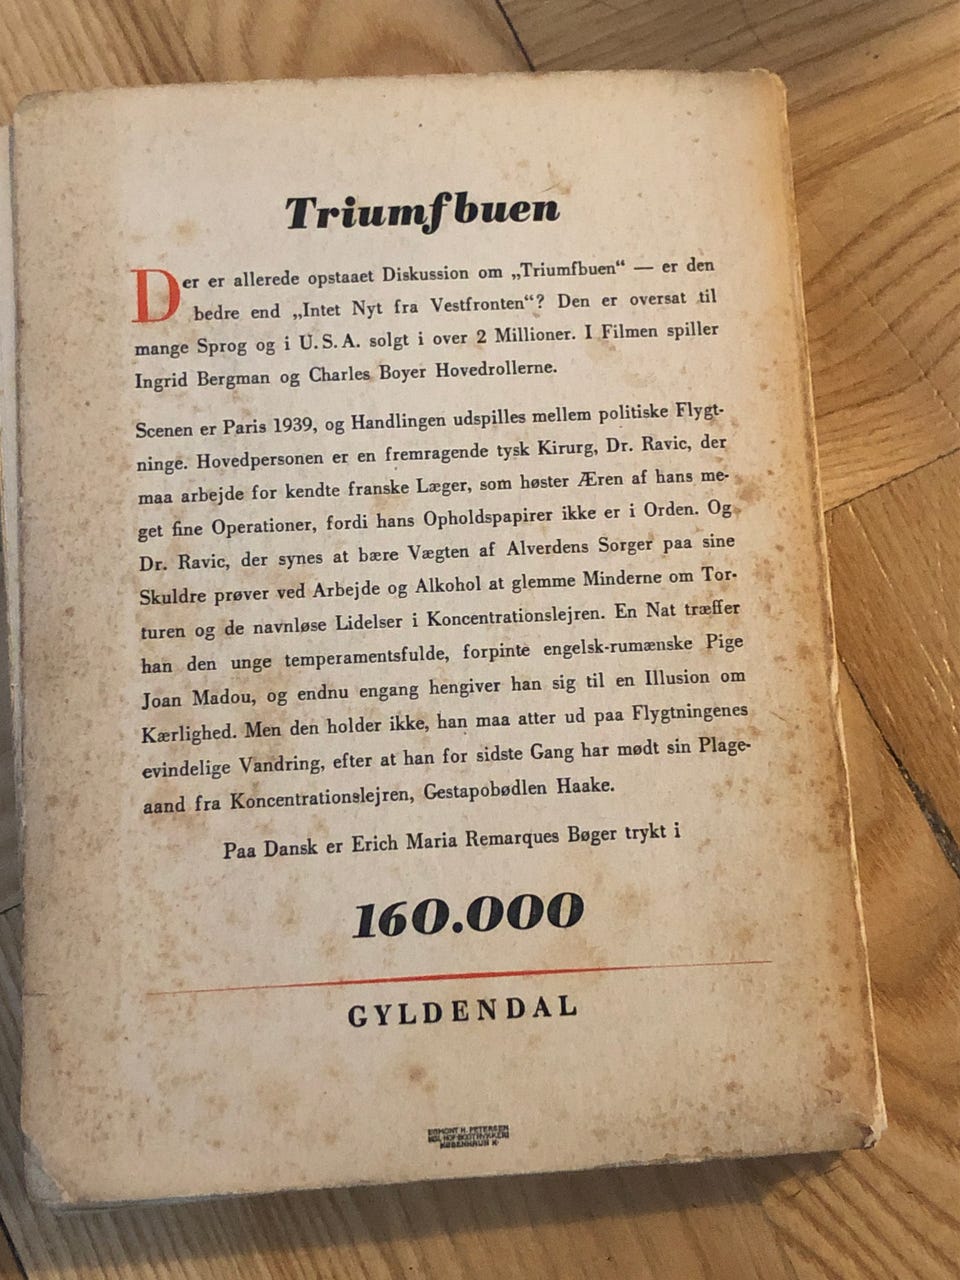 Triumfbuen
Der er allerede opstaaet Diskussion om „Triumfbuen“ — er den
bedre end „Intet Nyt fra Vestfronten“? Den er oversat til
mange Sprog og i U.S.A. solgt i over 2 Millioner. I Filmen spiller
Ingrid Bergman og Charles Boyer Hovedrollerne.
Scenen er Paris 1939, og Handlingen udspilles mellem politiske Flygt-
ninge. Hovedpersonen er en fremragende tysk Kirurg, Dr. Ravic, der
maa arbejde for kendte franske Læger, som høster Æren af hans me-
get fine Operationer, fordi hans Opholdspapirer ikke er i Orden. Og
Dr. Ravic, der synes at bære Vægten af Alverdens Sorger paa sine
Skuldre prøver ved Arbejde og Alkohol at glemme Minderne om Tor-
turen og de navnløse Lidelser i Koncentrationslejren. En Nat træffer
han den unge temperamentsfulde, forpinte engelsk-rumænske Pige
Joan Madou, og endnu engang hengiver han sig til en Illusion om
Kærlighed. Men den holder ikke, han maa atter ud paa Flygtningenes
evindelige Vandring, efter at han for sidste Gang har mødt sin Plage-
aand fra Koncentrationslejren, Gestapobødlen Haake.
Paa Dansk er Erich Maria Remarques Bøger trykt i
160.000
GYLDENDAL
EGMONT H. PETERSEN
KGL. HOF-BOGTRYKKERI
KØBENHAVN K.